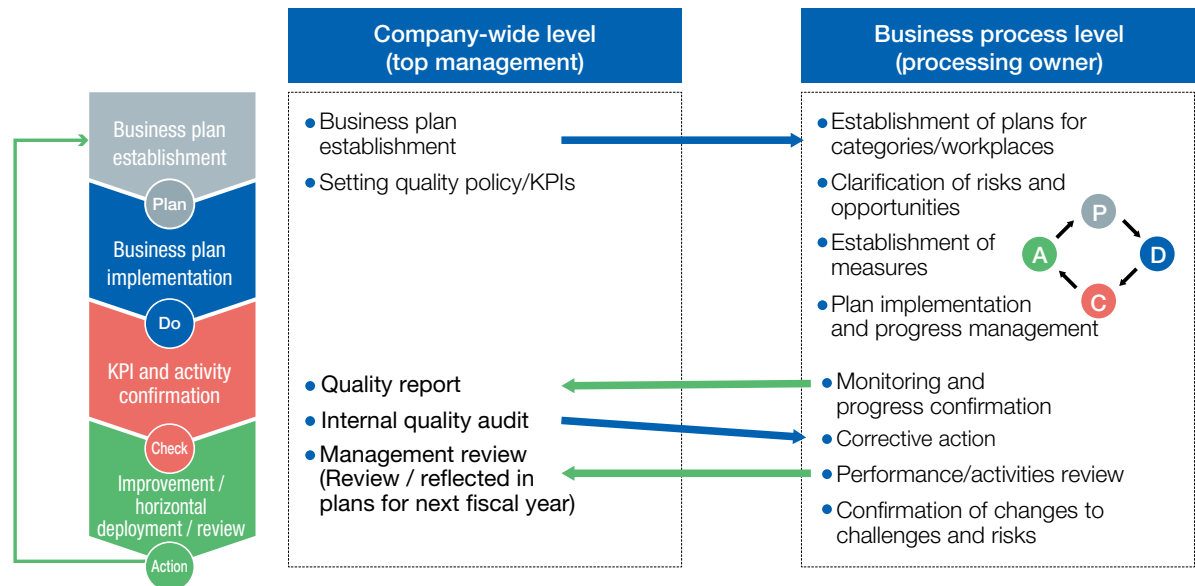 Company-wide level
(top management)
Business process level
(processing owner)
Business plan
establishment
Plan
Business plan
implementation
Do
KPI and activity
confirmation
Check
Improvement /
horizontal
deployment / review
Action
• Business plan
establishment
• Setting quality policy/KPIs
• Quality report
• Internal quality audit
• Management review
(Review / reflected in
plans for next fiscal year)
• Establishment of plans for
categories/workplaces
• Clarification of risks and
opportunities
• Establishment of
measures
• Plan implementation
and progress management
P
A
D
C
• Monitoring and
progress confirmation
• Corrective action
• Performance/activities review
• Confirmation of changes to
challenges and risks